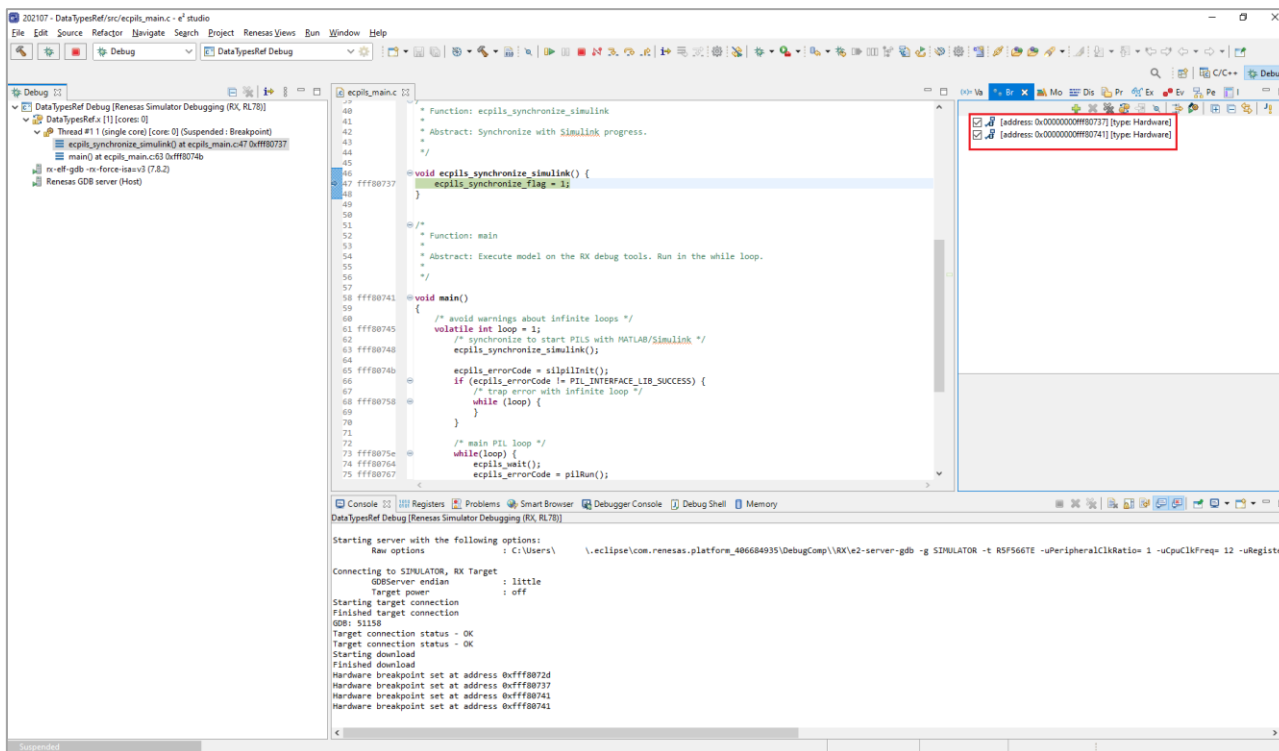 202107 - DataTypesRef/src/ecpils_main.c - e² studio
File Edit Source Refactor Navigate Search Project Renesas Views Run Window Help
Debug DataTypesRef Debug
C/C++ Debu
Debug
DataTypesRef Debug [Renesas Simulator Debugging (RX, RL78)]
DataTypesRef.x [1] [cores: 0]
Thread #1 1 (single core) [core: 0] (Suspended : Breakpoint)
ecpils_synchronize_simulink() at ecpils_main.c:47 0xfff80737
main() at ecpils_main.c:63 0xfff8074b
rx-elf-gdb -rx-force-isa=v3 (7.8.2)
Renesas GDB server (Host)
ecpils_main.c
39
40 * Function: ecpils_synchronize_simulink
41 *
42 * Abstract: Synchronize with Simulink progress.
43 *
44 */
45
46 void ecpils_synchronize_simulink() {
47 fff80737 ecpils_synchronize_flag = 1;
48 }
49
50
51 /*
52 * Function: main
53 *
54 * Abstract: Execute model on the RX debug tools. Run in the while loop.
55 *
56 */
57
58 fff80741 void main()
59 {
60 /* avoid warnings about infinite loops */
61 fff80745 volatile int loop = 1;
62 /* synchronize to start PILS with MATLAB/Simulink */
63 fff80748 ecpils_synchronize_simulink();
64
65 fff8074b ecpils_errorCode = silpilInit();
66 if (ecpils_errorCode != PIL_INTERFACE_LIB_SUCCESS) {
67 /* trap error with infinite loop */
68 fff80758 while (loop) {
69 }
70 }
71
72 /* main PIL loop */
73 fff8075e while(loop) {
74 fff80764 ecpils_wait();
75 fff80767 ecpils_errorCode = pilRun();
Va Br Mo Dis Pr Ex Ev Pe I
[address: 0x00000000fff80737] [type: Hardware]
[address: 0x00000000fff80741] [type: Hardware]
Console Registers Problems Smart Browser Debugger Console Debug Shell Memory
DataTypesRef Debug [Renesas Simulator Debugging (RX, RL78)]
Starting server with the following options:
Raw options : C:\Users\ \.eclipse\com.renesas.platform_406684935\DebugComp\\RX\e2-server-gdb -g SIMULATOR -t R5F566TE -uPeripheralClkRatio= 1 -uCpuClkFreq= 12 -uRegiste
Connecting to SIMULATOR, RX Target
GDBServer endian : little
Target power : off
Starting target connection
Finished target connection
GDB: 51158
Target connection status - OK
Target connection status - OK
Starting download
Finished download
Hardware breakpoint set at address 0xfff8072d
Hardware breakpoint set at address 0xfff80737
Hardware breakpoint set at address 0xfff80741
Hardware breakpoint set at address 0xfff80741
Suspended